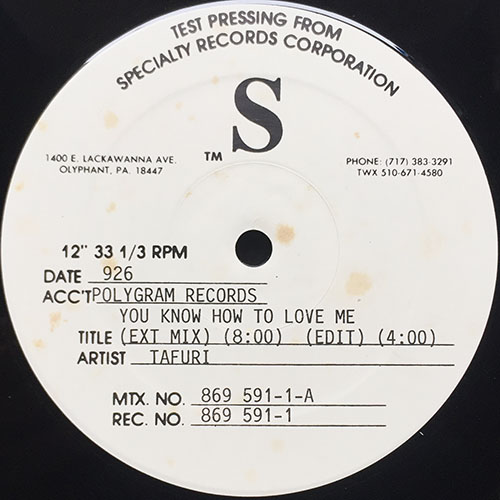 TEST PRESSING FROM
SPECIALTY RECORDS CORPORATION
S
TM
1400 E. LACKAWANNA AVE.
OLYPHANT, PA. 18447
PHONE: (717) 383-3291
TWX 510-671-4580
12" 33 1/3 RPM
DATE 926
ACC'T POLYGRAM RECORDS
YOU KNOW HOW TO LOVE ME
TITLE (EXT MIX) (8:00) (EDIT) (4:00)
ARTIST TAFURI
MTX. NO. 869 591-1-A
REC. NO. 869 591-1